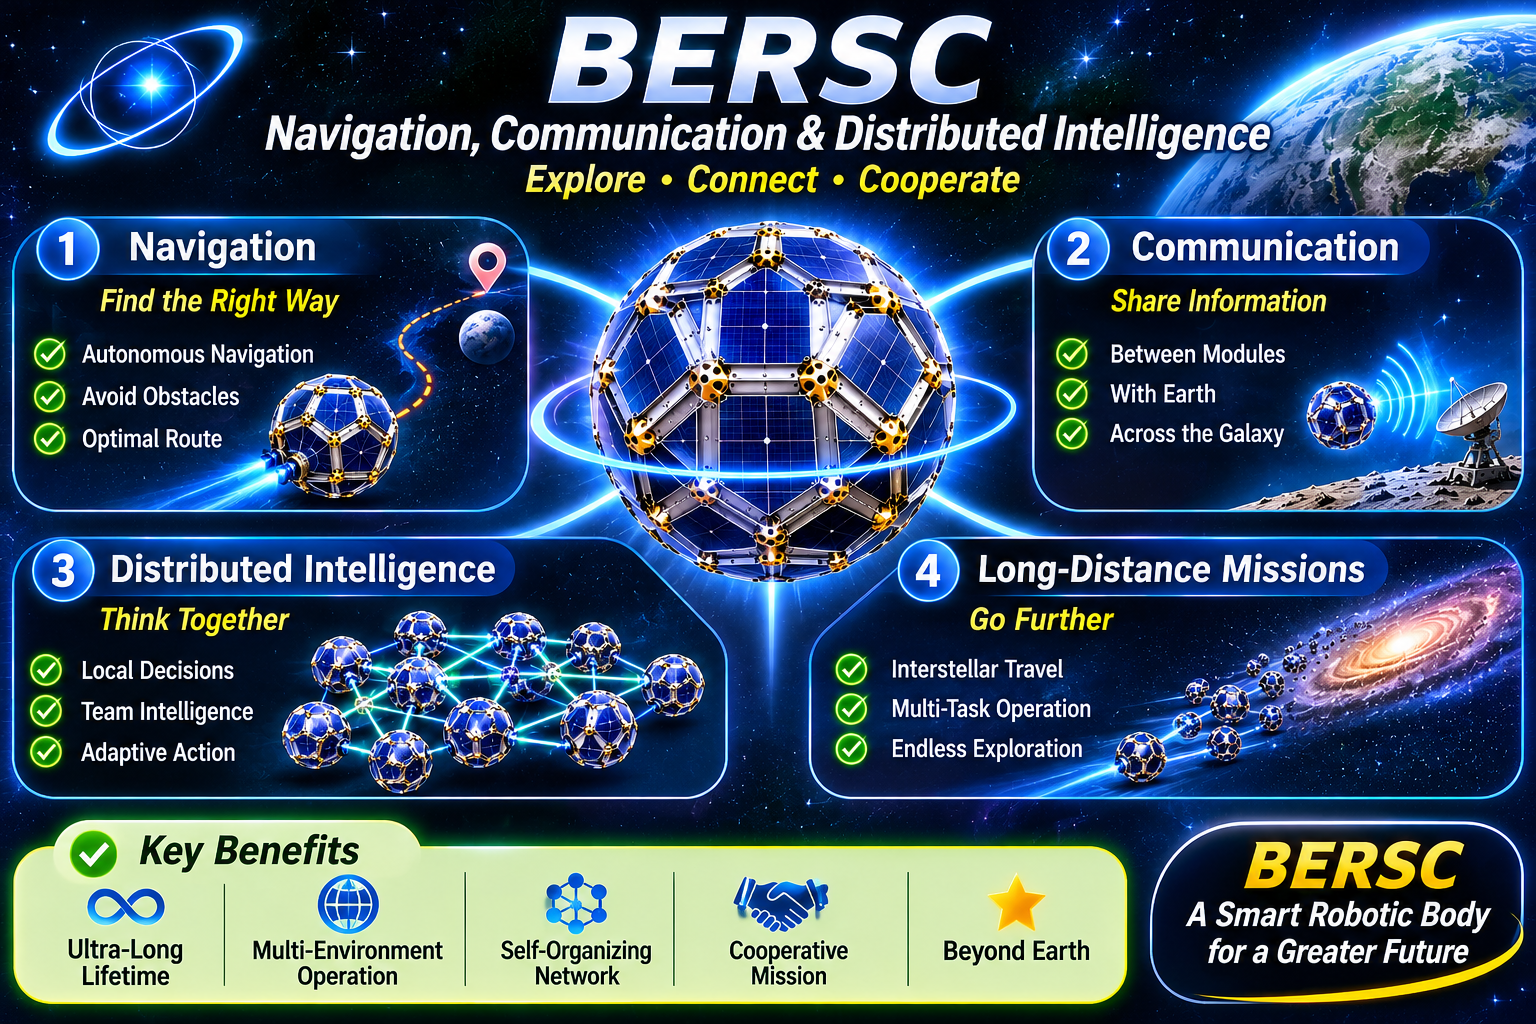 BERSC
Navigation, Communication & Distributed Intelligence
Explore • Connect • Cooperate
1 Navigation
Find the Right Way
Autonomous Navigation
Avoid Obstacles
Optimal Route
2 Communication
Share Information
Between Modules
With Earth
Across the Galaxy
3 Distributed Intelligence
Think Together
Local Decisions
Team Intelligence
Adaptive Action
4 Long-Distance Missions
Go Further
Interstellar Travel
Multi-Task Operation
Endless Exploration
Key Benefits
Ultra-Long
Lifetime
Multi-Environment
Operation
Self-Organizing
Network
Cooperative
Mission
Beyond Earth
BERSC
A Smart Robotic Body
for a Greater Future